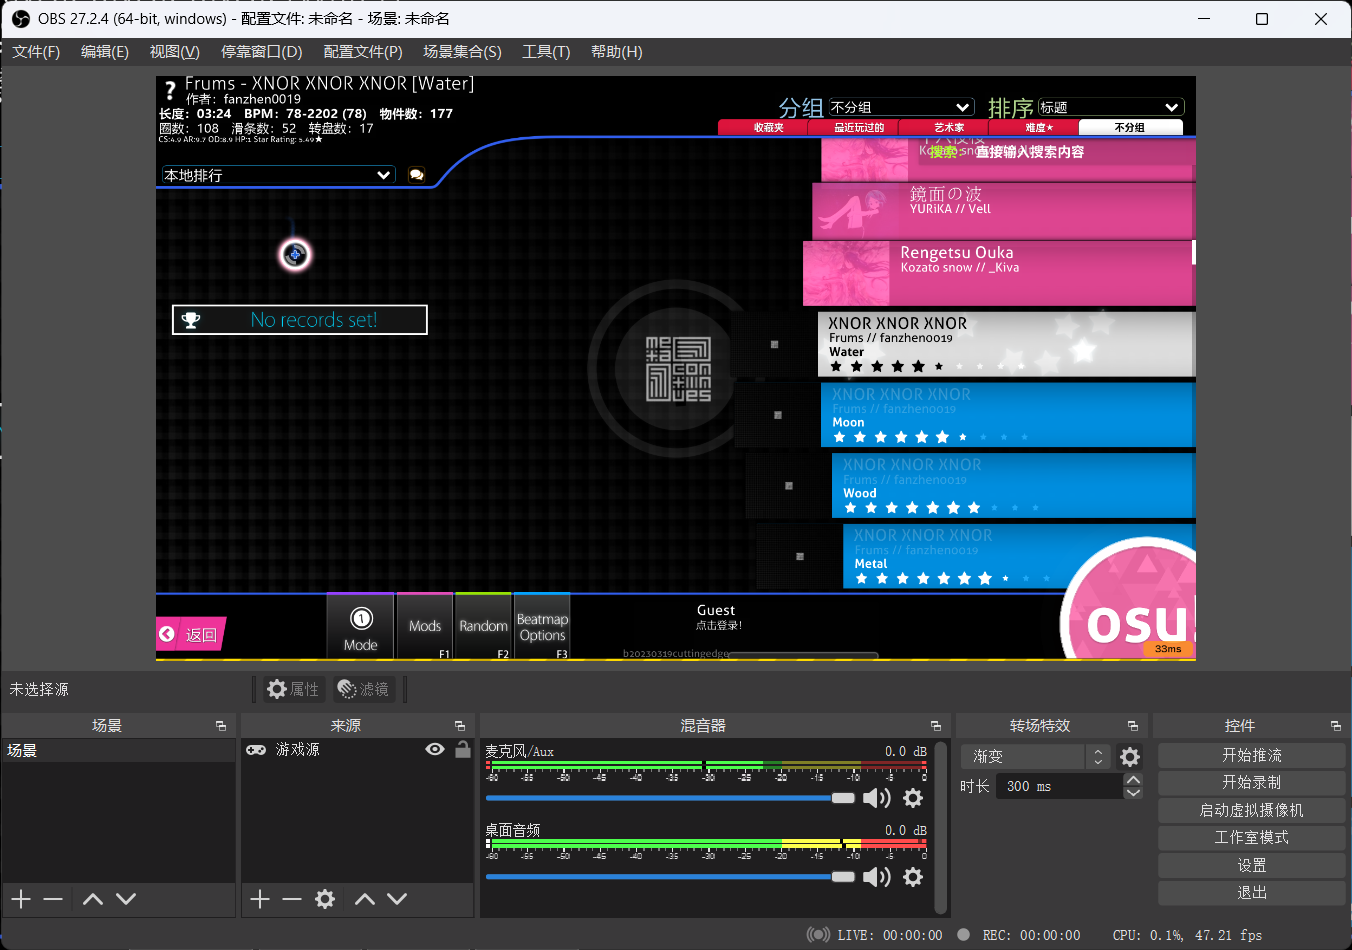 OBS 27.2.4 (64-bit, windows) - 配置文件: 未命名 - 场景: 未命名
文件(F) 编辑(E) 视图(V) 停靠窗口(D) 配置文件(P) 场景集合(S) 工具(T) 帮助(H)
? Frums - XNOR XNOR XNOR [Water]
作者: fanzhen0019
长度: 03:24 BPM: 78-2202 (78) 物件数: 177
圈数: 108 滑条数: 52 转盘数: 17
CS:4.9 AR:9.7 OD:8.9 HP:1 Star Rating: 5.49★
分组 不分组 排序 标题
收藏夹 最近玩过的 艺术家 难度★ 不分组
本地排行
搜索: 直接输入搜索内容
鏡面の波
YURiKA // Vell
Rengetsu Ouka
Kozato snow // _Kiva
No records set!
XNOR XNOR XNOR
Frums // fanzhen0019
Water
XNOR XNOR XNOR
Frums // fanzhen0019
Moon
XNOR XNOR XNOR
Frums // fanzhen0019
Wood
XNOR XNOR XNOR
Frums // fanzhen0019
Metal
返回
1 Mode
Mods F1
Random F2
Beatmap Options F3
Guest
点击登录!
b20230319cuttingedge
osu!
33ms
未选择源 属性 滤镜
场景 来源 混音器 转场特效 控件
场景
游戏源
麦克风/Aux 0.0 dB
-60 -55 -50 -45 -40 -35 -30 -25 -20 -15 -10 -5 0
桌面音频 0.0 dB
-60 -55 -50 -45 -40 -35 -30 -25 -20 -15 -10 -5 0
渐变
时长 300 ms
开始推流
开始录制
启动虚拟摄像机
工作室模式
设置
退出
LIVE: 00:00:00 REC: 00:00:00 CPU: 0.1%, 47.21 fps